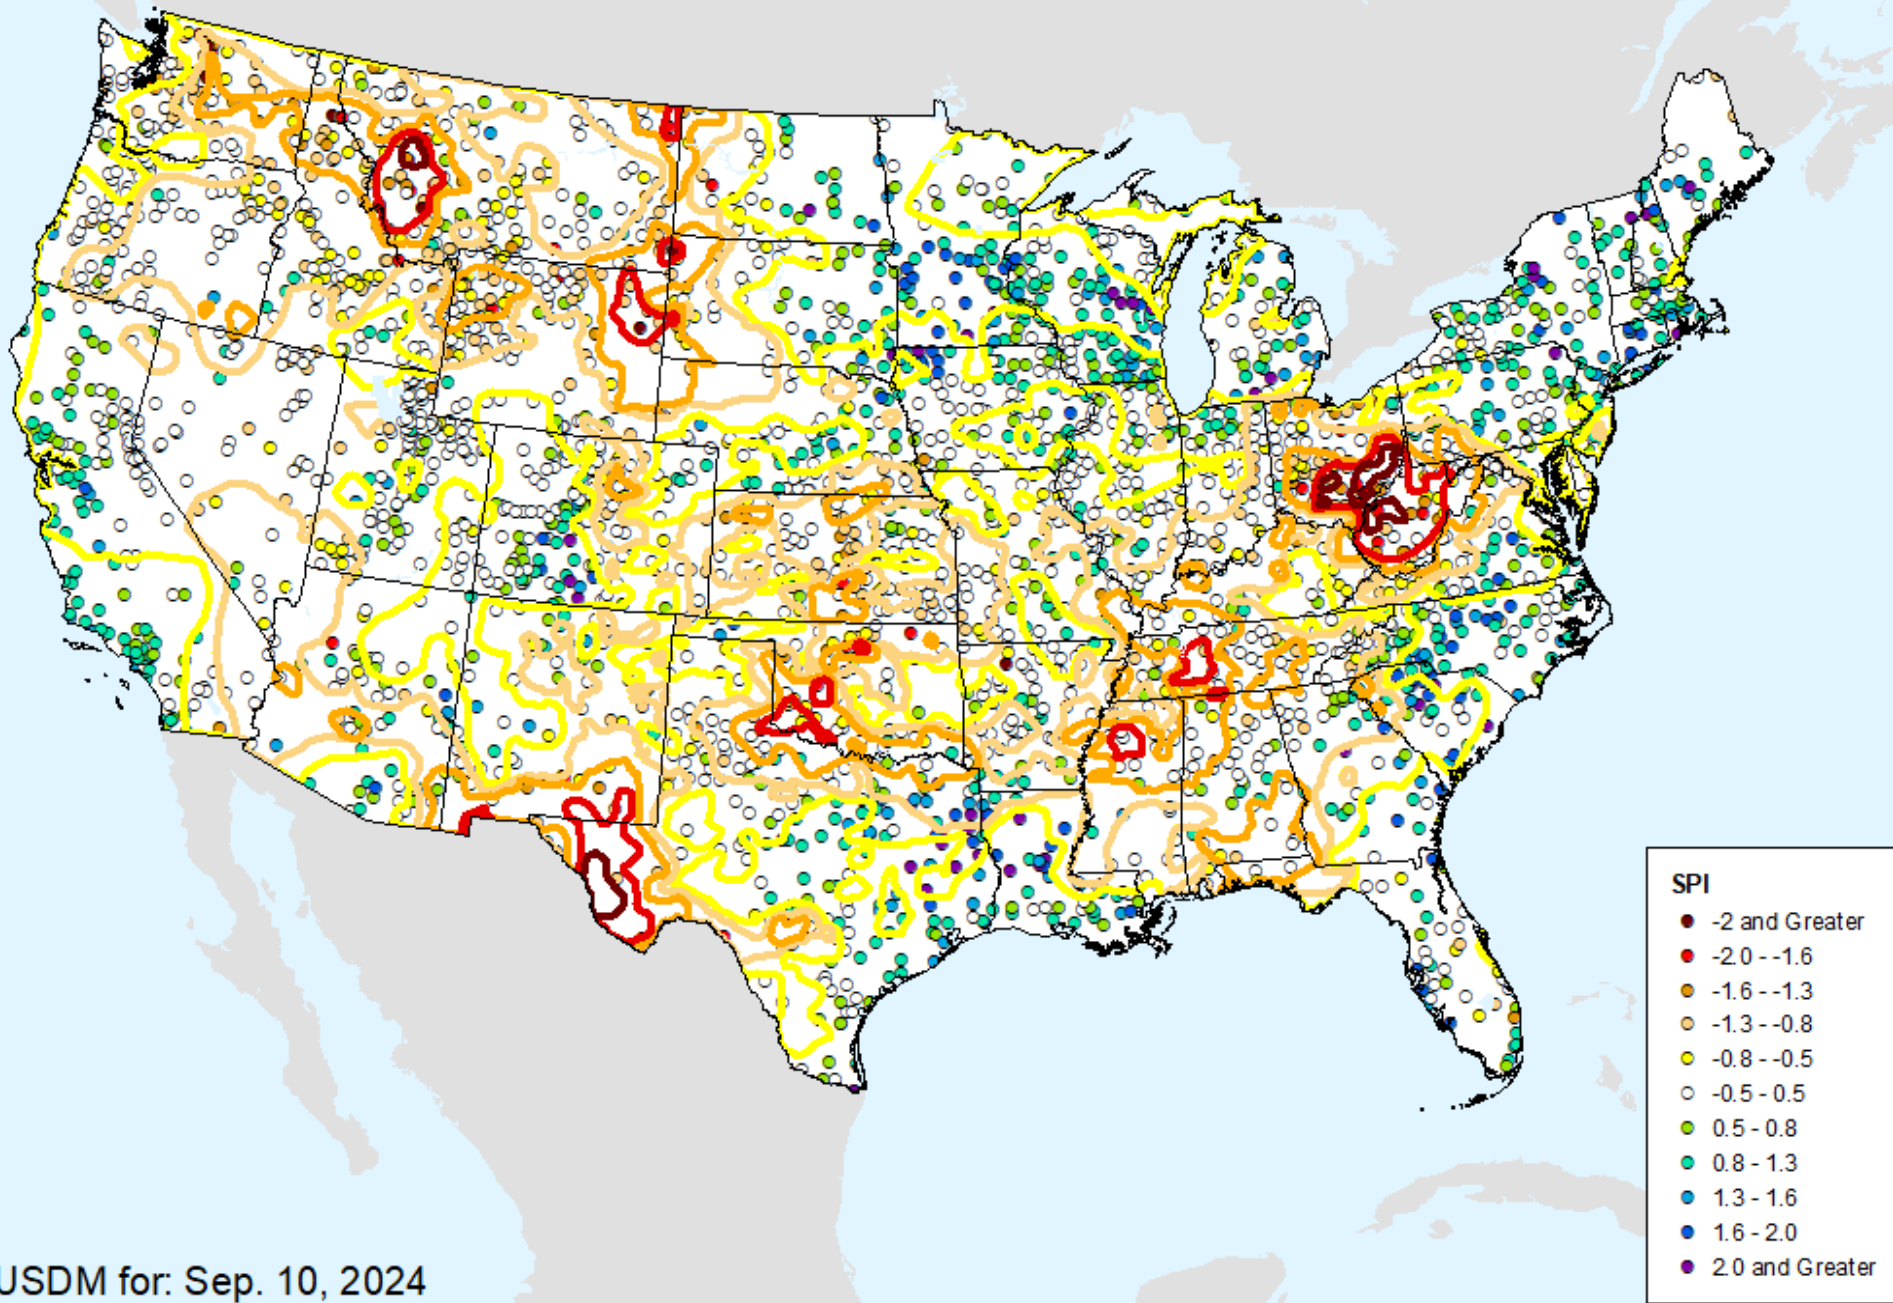 SPI
-2 and Greater
-2.0 - -1.6
-1.6 - -1.3
-1.3 - -0.8
-0.8 - -0.5
-0.5 - 0.5
0.5 - 0.8
0.8 - 1.3
1.3 - 1.6
1.6 - 2.0
2.0 and Greater
USDM for: Sep. 10, 2024